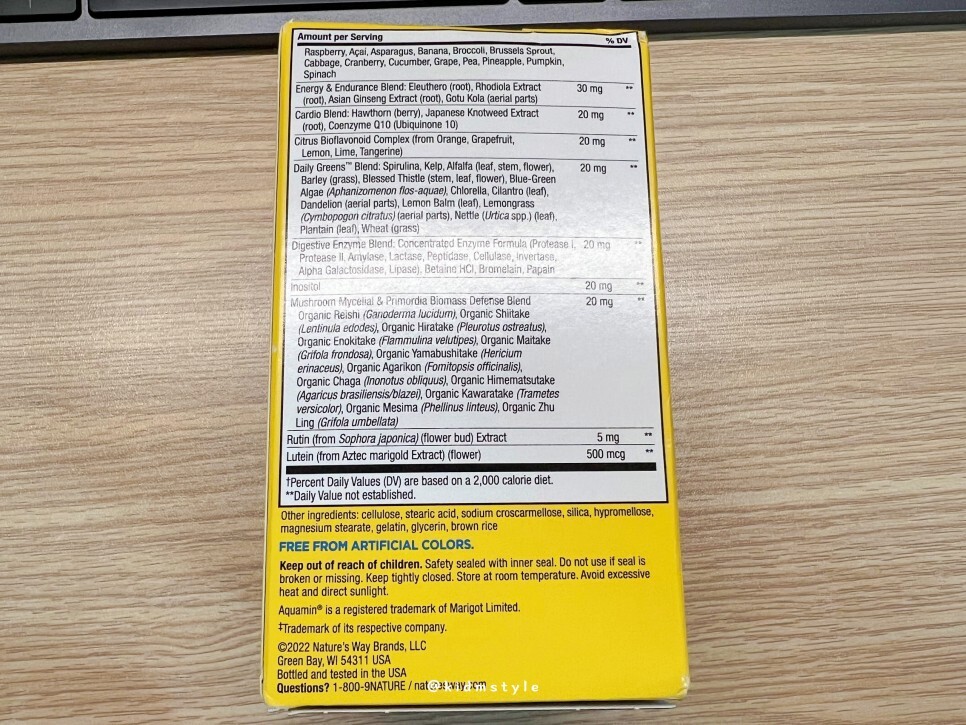 Amount per Serving % DV
Raspberry, Açai, Asparagus, Banana, Broccoli, Brussels Sprout,
Cabbage, Cranberry, Cucumber, Grape, Pea, Pineapple, Pumpkin,
Spinach
Energy & Endurance Blend: Eleuthero (root), Rhodiola Extract 30 mg **
(root), Asian Ginseng Extract (root), Gotu Kola (aerial parts)
Cardio Blend: Hawthorn (berry), Japanese Knotweed Extract 20 mg **
(root), Coenzyme Q10 (Ubiquinone 10)
Citrus Bioflavonoid Complex (from Orange, Grapefruit, 20 mg **
Lemon, Lime, Tangerine)
Daily Greens™ Blend: Spirulina, Kelp, Alfalfa (leaf, stem, flower), 20 mg **
Barley (grass), Blessed Thistle (stem, leaf, flower), Blue-Green
Algae (Aphanizomenon flos-aquae), Chlorella, Cilantro (leaf),
Dandelion (aerial parts), Lemon Balm (leaf), Lemongrass
(Cymbopogon citratus) (aerial parts), Nettle (Urtica spp.) (leaf),
Plantain (leaf), Wheat (grass)
Digestive Enzyme Blend: Concentrated Enzyme Formula (Protease I, 20 mg **
Protease II, Amylase, Lactase, Peptidase, Cellulase, Invertase,
Alpha Galactosidase, Lipase), Betaine HCl, Bromelain, Papain
Inositol 20 mg **
Mushroom Mycelial & Primordia Biomass Defense Blend 20 mg **
Organic Reishi (Ganoderma lucidum), Organic Shiitake
(Lentinula edodes), Organic Hiratake (Pleurotus ostreatus),
Organic Enokitake (Flammulina velutipes), Organic Maitake
(Grifola frondosa), Organic Yamabushitake (Hericium
erinaceus), Organic Agarikon (Fomitopsis officinalis),
Organic Chaga (Inonotus obliquus), Organic Himematsutake
(Agaricus brasiliensis/blazei), Organic Kawaratake (Trametes
versicolor), Organic Mesima (Phellinus linteus), Organic Zhu
Ling (Grifola umbellata)
Rutin (from Sophora japonica) (flower bud) Extract 5 mg **
Lutein (from Aztec marigold Extract) (flower) 500 mcg **
†Percent Daily Values (DV) are based on a 2,000 calorie diet.
**Daily Value not established.
Other ingredients: cellulose, stearic acid, sodium croscarmellose, silica, hypromellose,
magnesium stearate, gelatin, glycerin, brown rice
FREE FROM ARTIFICIAL COLORS.
Keep out of reach of children. Safety sealed with inner seal. Do not use if seal is
broken or missing. Keep tightly closed. Store at room temperature. Avoid excessive
heat and direct sunlight.
Aquamin® is a registered trademark of Marigot Limited.
‡Trademark of its respective company.
©2022 Nature's Way Brands, LLC
Green Bay, WI 54311 USA
Bottled and tested in the USA
Questions? 1-800-9NATURE /